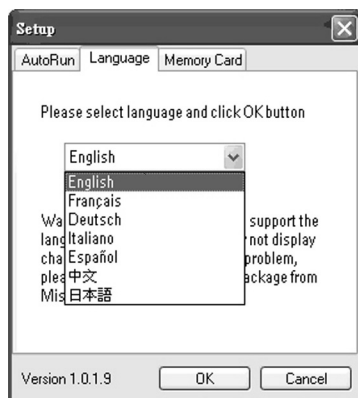 Setup
AutoRun Language Memory Card
Please select language and click OK button
English
English
Français
Deutsch
Italiano
Español
中文
日本語
Wa support the
lang not display
cha problem,
plea ackage from
Mis
Version 1.0.1.9 OK Cancel